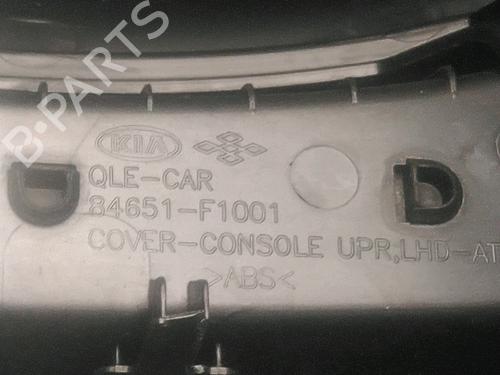 B-PARTS
KIA
QLE-CAR
84651-F1001
COVER-CONSOLE UPR,LHD-AT
>ABS<